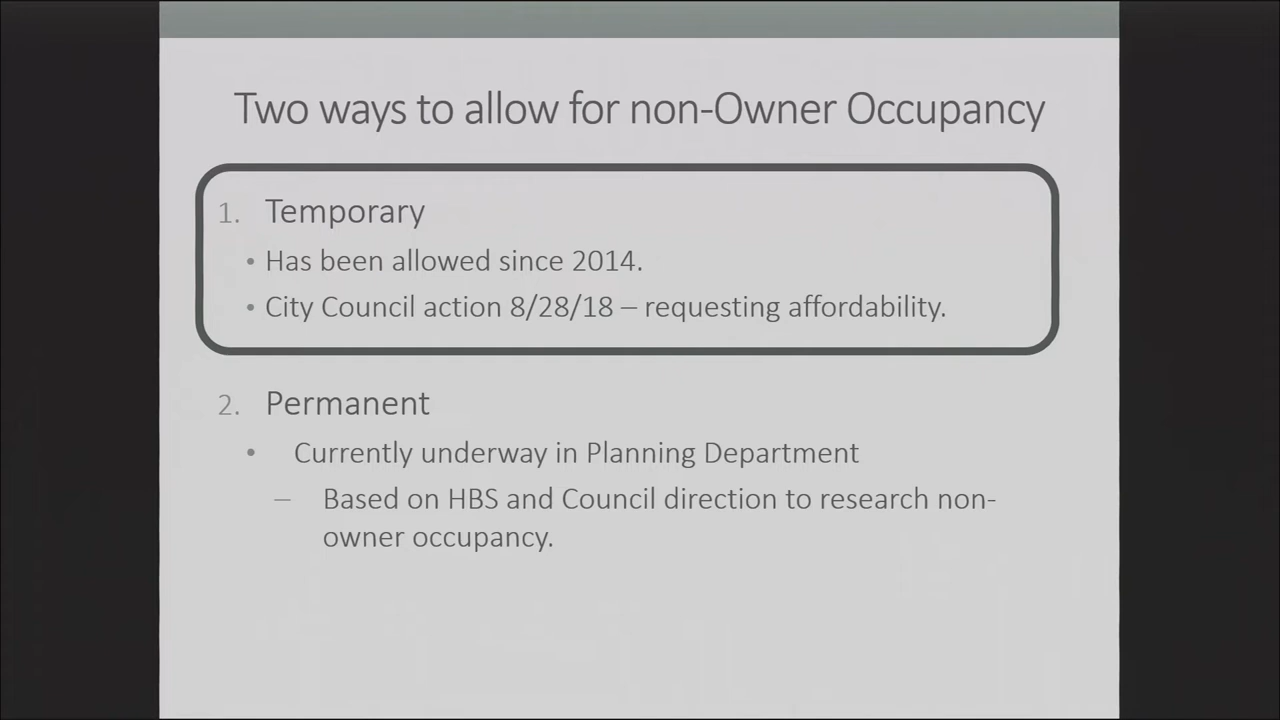 Two ways to allow for non-Owner Occupancy
1. Temporary
• Has been allowed since 2014.
• City Council action 8/28/18 – requesting affordability.
2. Permanent
• Currently underway in Planning Department
– Based on HBS and Council direction to research non-
owner occupancy.